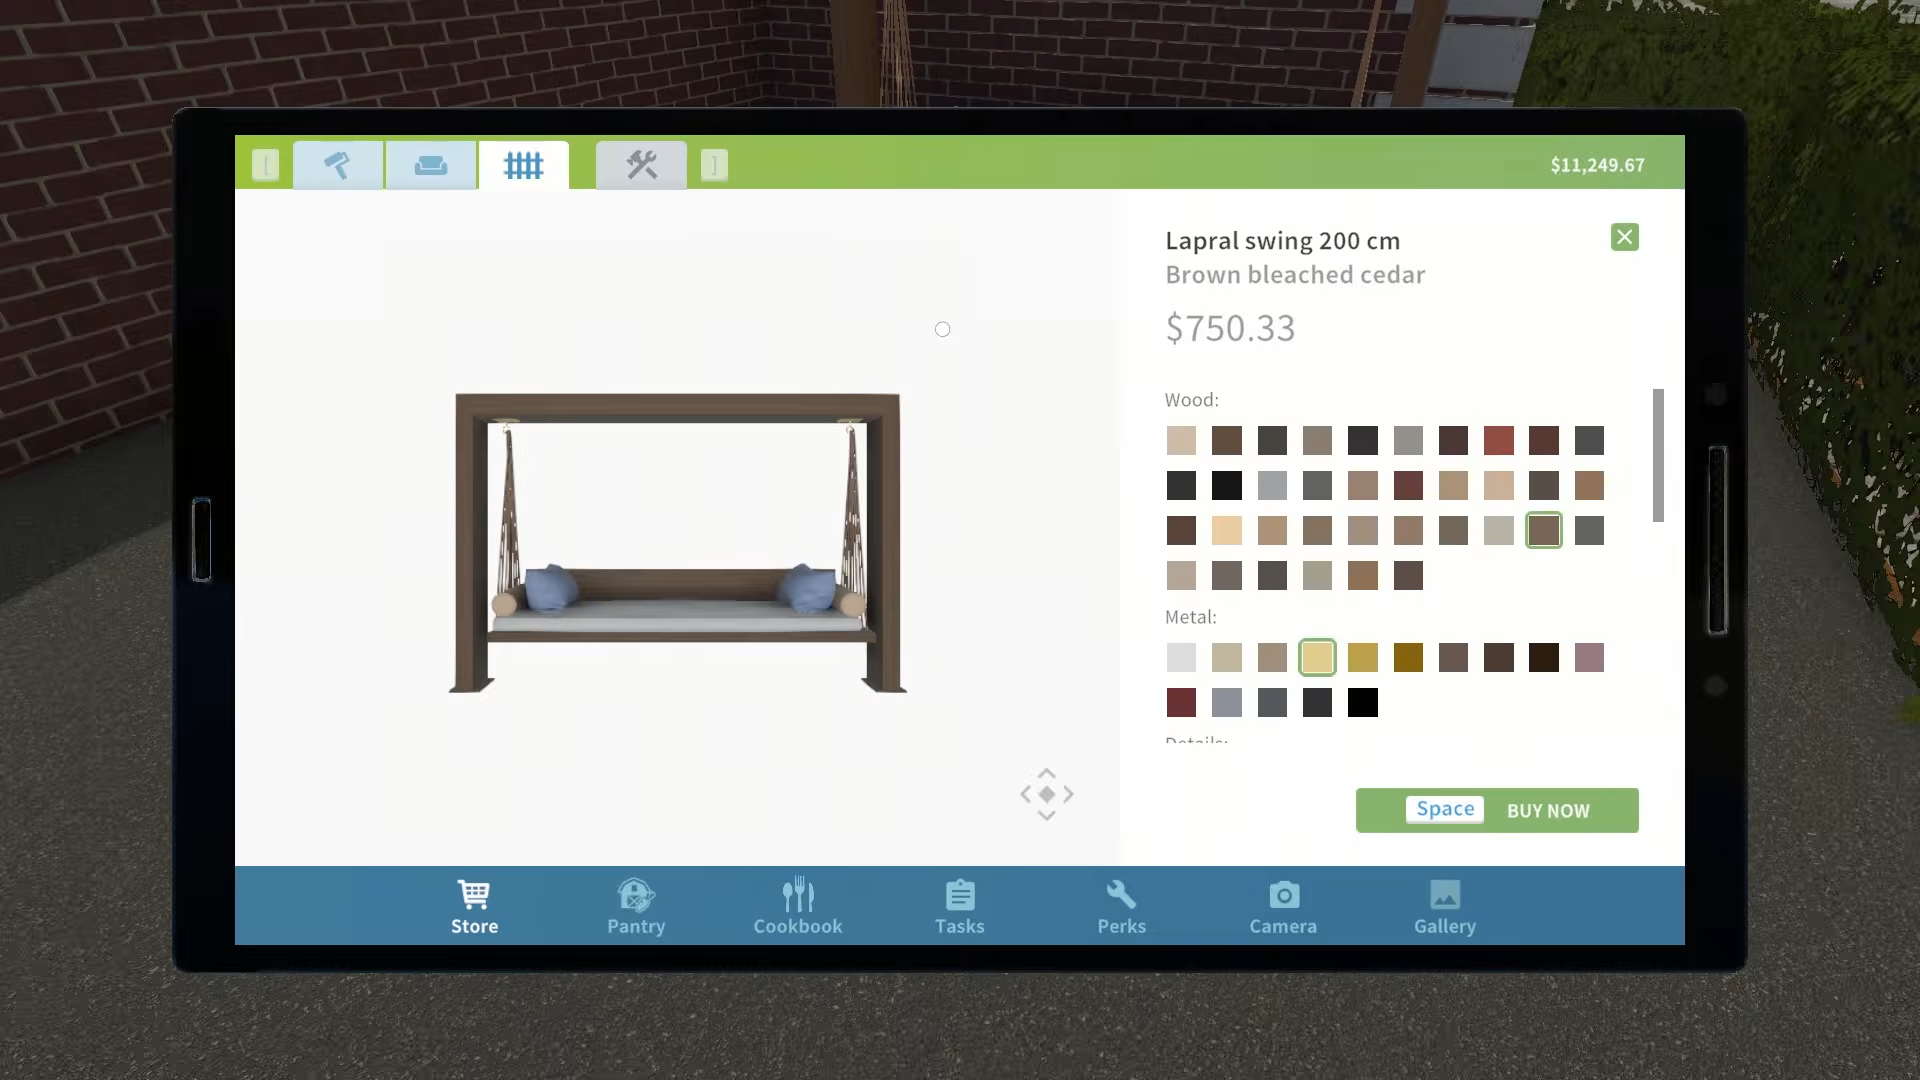 [
]
$11,249.67
Lapral swing 200 cm
Brown bleached cedar
$750.33
Wood:
Metal:
Details:
Space BUY NOW
Store
Pantry
Cookbook
Tasks
Perks
Camera
Gallery